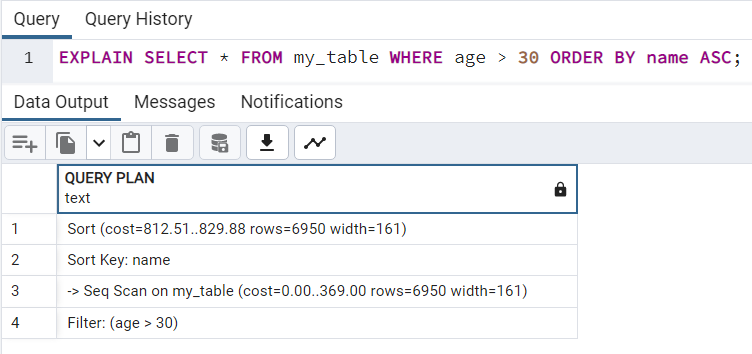 Query Query History
1 EXPLAIN SELECT * FROM my_table WHERE age > 30 ORDER BY name ASC;
Data Output Messages Notifications
QUERY PLAN
text
1 Sort (cost=812.51..829.88 rows=6950 width=161)
2 Sort Key: name
3 -> Seq Scan on my_table (cost=0.00..369.00 rows=6950 width=161)
4 Filter: (age > 30)